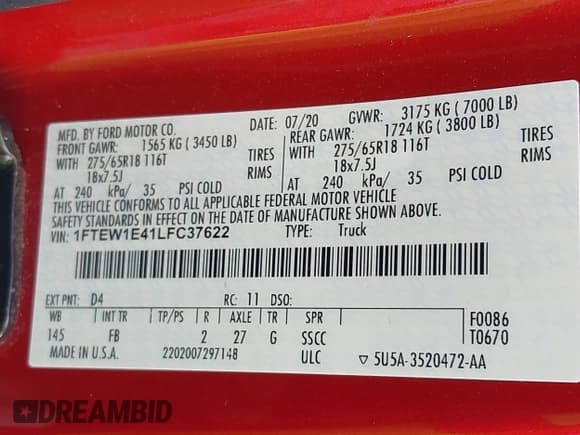 MFD. BY FORD MOTOR CO.
DATE: 07/20 GVWR: 3175 KG ( 7000 LB)
FRONT GAWR: 1565 KG ( 3450 LB)
REAR GAWR: 1724 KG ( 3800 LB)
WITH 275/65R18 116T TIRES
WITH 275/65R18 116T TIRES
18x7.5J RIMS
18x7.5J RIMS
AT 240 kPa/ 35 PSI COLD
AT 240 kPa/ 35 PSI COLD
THIS VEHICLE CONFORMS TO ALL APPLICABLE FEDERAL MOTOR VEHICLE
SAFETY STANDARDS IN EFFECT ON THE DATE OF MANUFACTURE SHOWN ABOVE.
VIN: 1FTEW1E41LFC37622 TYPE: Truck
EXT PNT: D4 RC: 11 DSO:
WB INT TR TP/PS R AXLE TR SPR F0086
145 FB 2 27 G SSCC T0670
MADE IN U.S.A. 2202007297148 ULC ▽ 5U5A-3520472-AA
DREAMBID